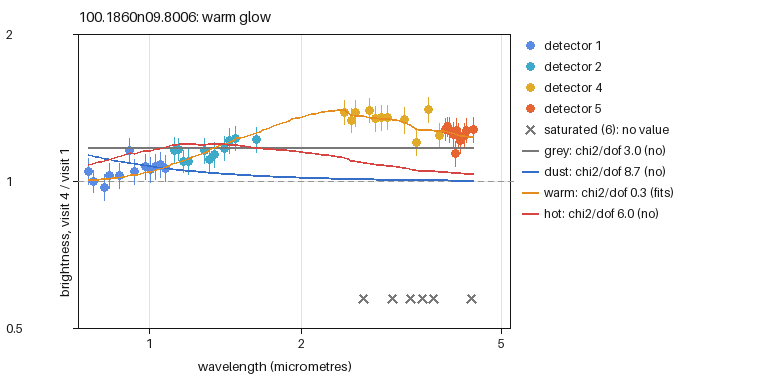 100.1860n09.8006: warm glow
2
1
0.5
brightness, visit 4 / visit 1
1
2
5
wavelength (micrometres)
detector 1
detector 2
detector 4
detector 5
saturated (6): no value
grey: chi2/dof 3.0 (no)
dust: chi2/dof 8.7 (no)
warm: chi2/dof 0.3 (fits)
hot: chi2/dof 6.0 (no)